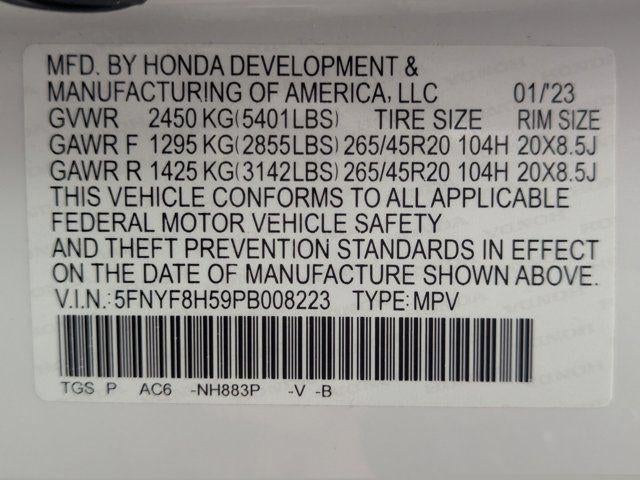 MFD. BY HONDA DEVELOPMENT &
MANUFACTURING OF AMERICA, LLC 01/'23
GVWR 2450 KG(5401LBS) TIRE SIZE RIM SIZE
GAWR F 1295 KG(2855LBS) 265/45R20 104H 20X8.5J
GAWR R 1425 KG(3142LBS) 265/45R20 104H 20X8.5J
THIS VEHICLE CONFORMS TO ALL APPLICABLE
FEDERAL MOTOR VEHICLE SAFETY
AND THEFT PREVENTION STANDARDS IN EFFECT
ON THE DATE OF MANUFACTURE SHOWN ABOVE.
V.I.N.:5FNYF8H59PB008223 TYPE:MPV
TGS P AC6 -NH883P -V -B